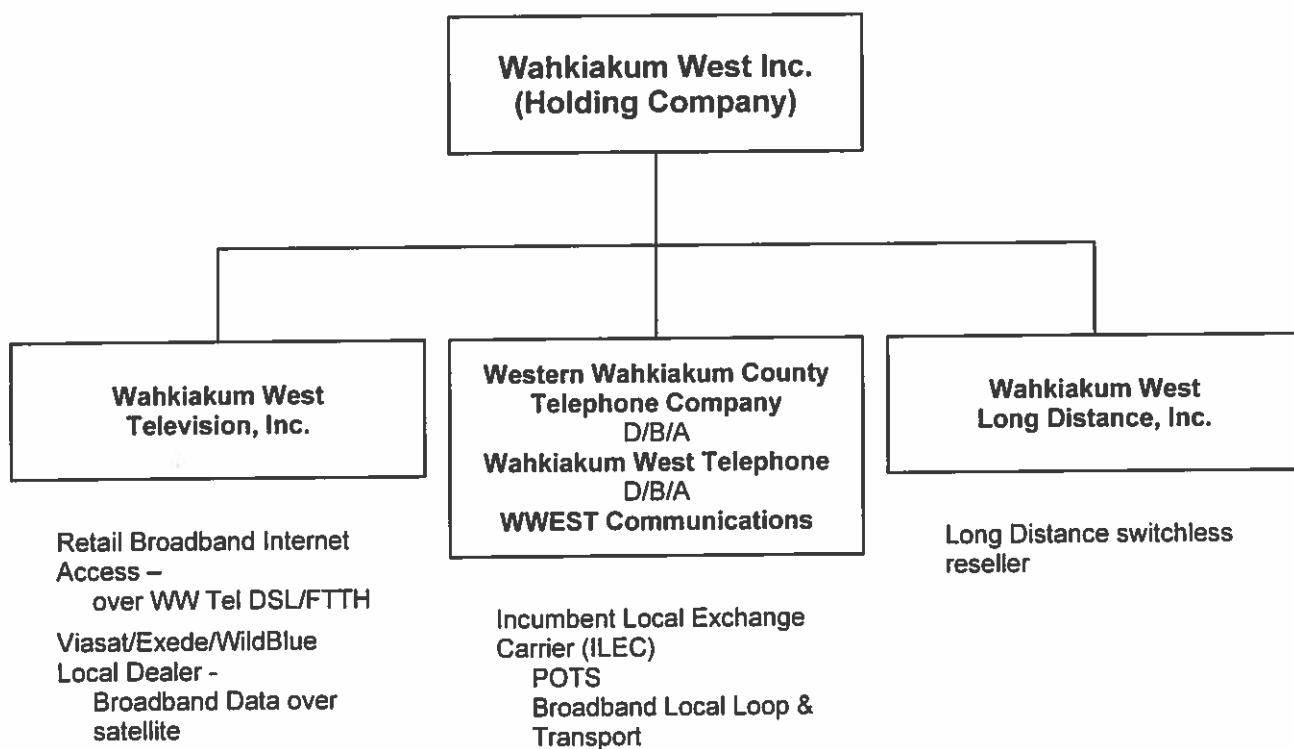 Wahkiakum West Inc.
(Holding Company)
Wahkiakum West
Television, Inc.
Retail Broadband Internet
Access –
over WW Tel DSL/FTTH
Viasat/Exede/WildBlue
Local Dealer -
Broadband Data over
satellite
Western Wahkiakum County
Telephone Company
D/B/A
Wahkiakum West Telephone
D/B/A
WWEST Communications
Incumbent Local Exchange
Carrier (ILEC)
POTS
Broadband Local Loop &
Transport
Wahkiakum West
Long Distance, Inc.
Long Distance switchless
reseller